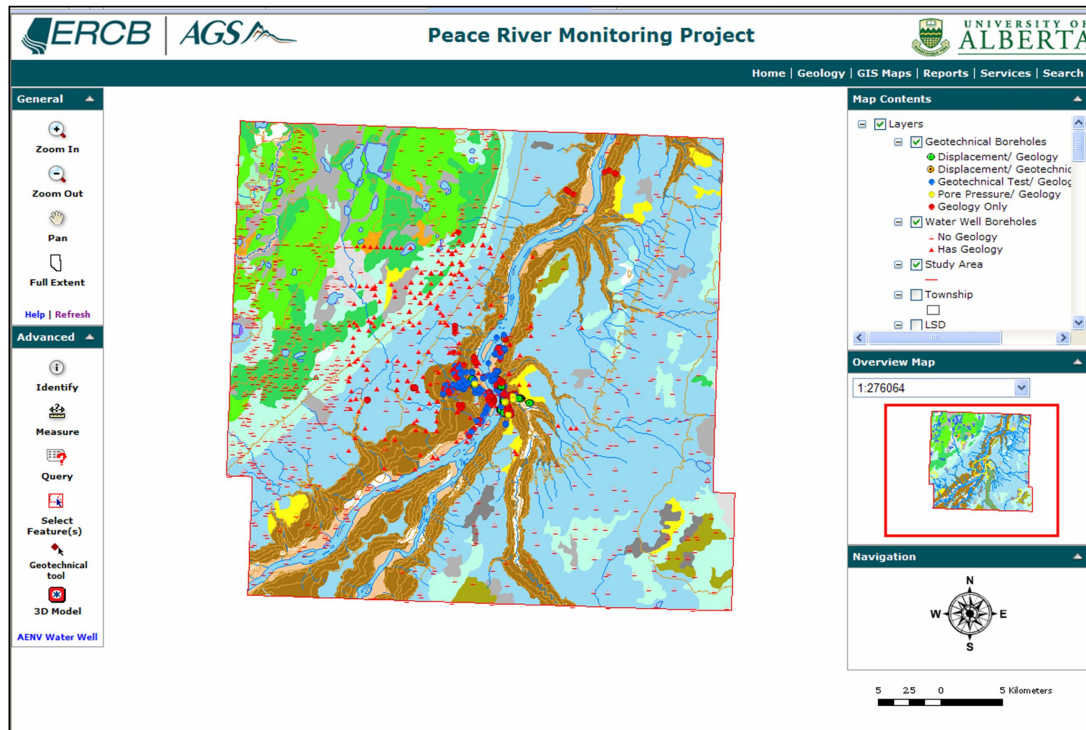 ERCB
AGS
Peace River Monitoring Project
UNIVERSITY OF
ALBERTA
Home | Geology | GIS Maps | Reports | Services | Search
General
Zoom In
Zoom Out
Pan
Full Extent
Help | Refresh
Advanced
Identify
Measure
Query
Select
Feature(s)
Geotechnical
tool
3D Model
AENV Water Well
Map Contents
Layers
Geotechnical Boreholes
Displacement/ Geology
Displacement/ Geotechnic
Geotechnical Test/ Geolog
Pore Pressure/ Geology
Geology Only
Water Well Boreholes
No Geology
Has Geology
Study Area
Township
LSD
Overview Map
1:276064
Navigation
N
W E
S
5 2.5 0 5 Kilometers